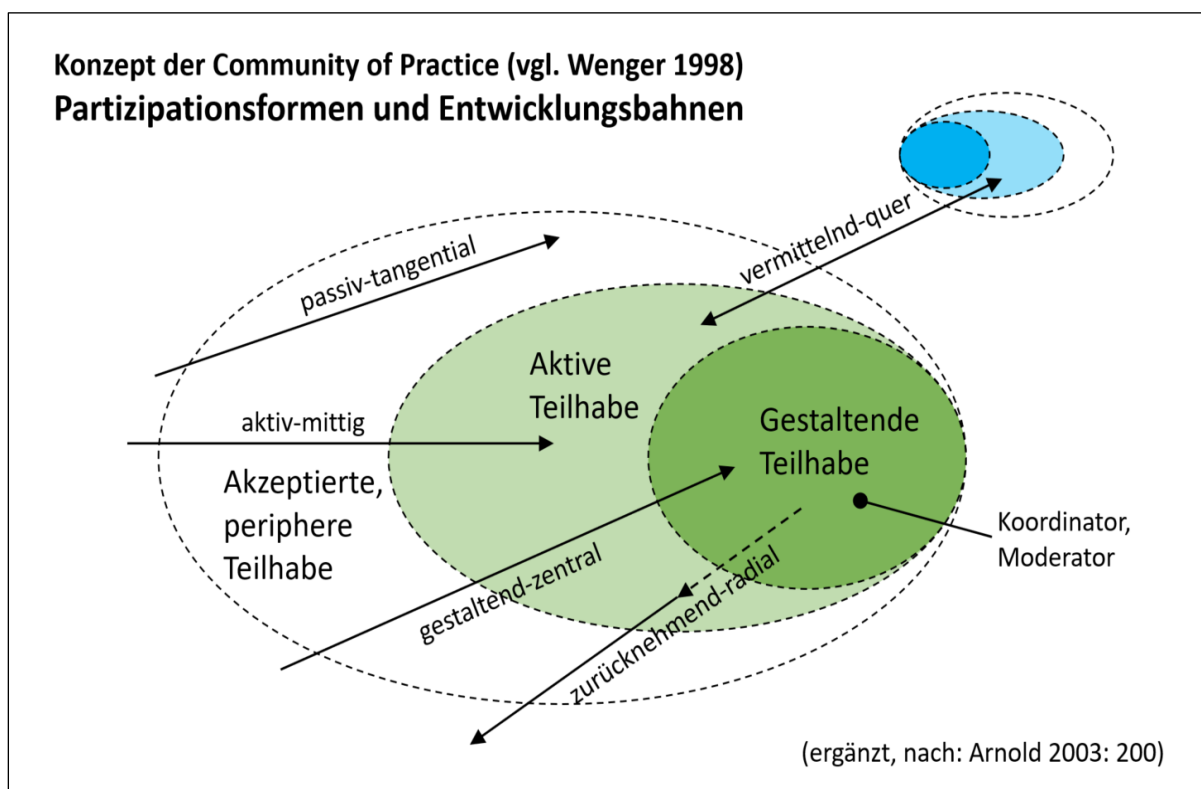 Konzept der Community of Practice (vgl. Wenger 1998)
Partizipationsformen und Entwicklungsbahnen
vermittelnd-quer
passiv-tangential
Aktive
Teilhabe
aktiv-mittig
Gestaltende
Teilhabe
Akzeptierte,
periphere
Teilhabe
Koordinator,
Moderator
gestaltend-zentral
zurücknehmend-radial
(ergänzt, nach: Arnold 2003: 200)